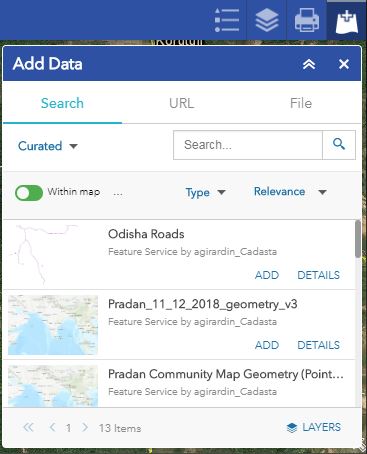 Korutuli
Add Data
Search URL File
Curated
Search...
Within map ... Type Relevance
Odisha Roads
Feature Service by agirardin_Cadasta
ADD DETAILS
Pradan_11_12_2018_geometry_v3
Feature Service by agirardin_Cadasta
ADD DETAILS
Pradan Community Map Geometry (Point...
Feature Service by agirardin_Cadasta
1 13 Items LAYERS